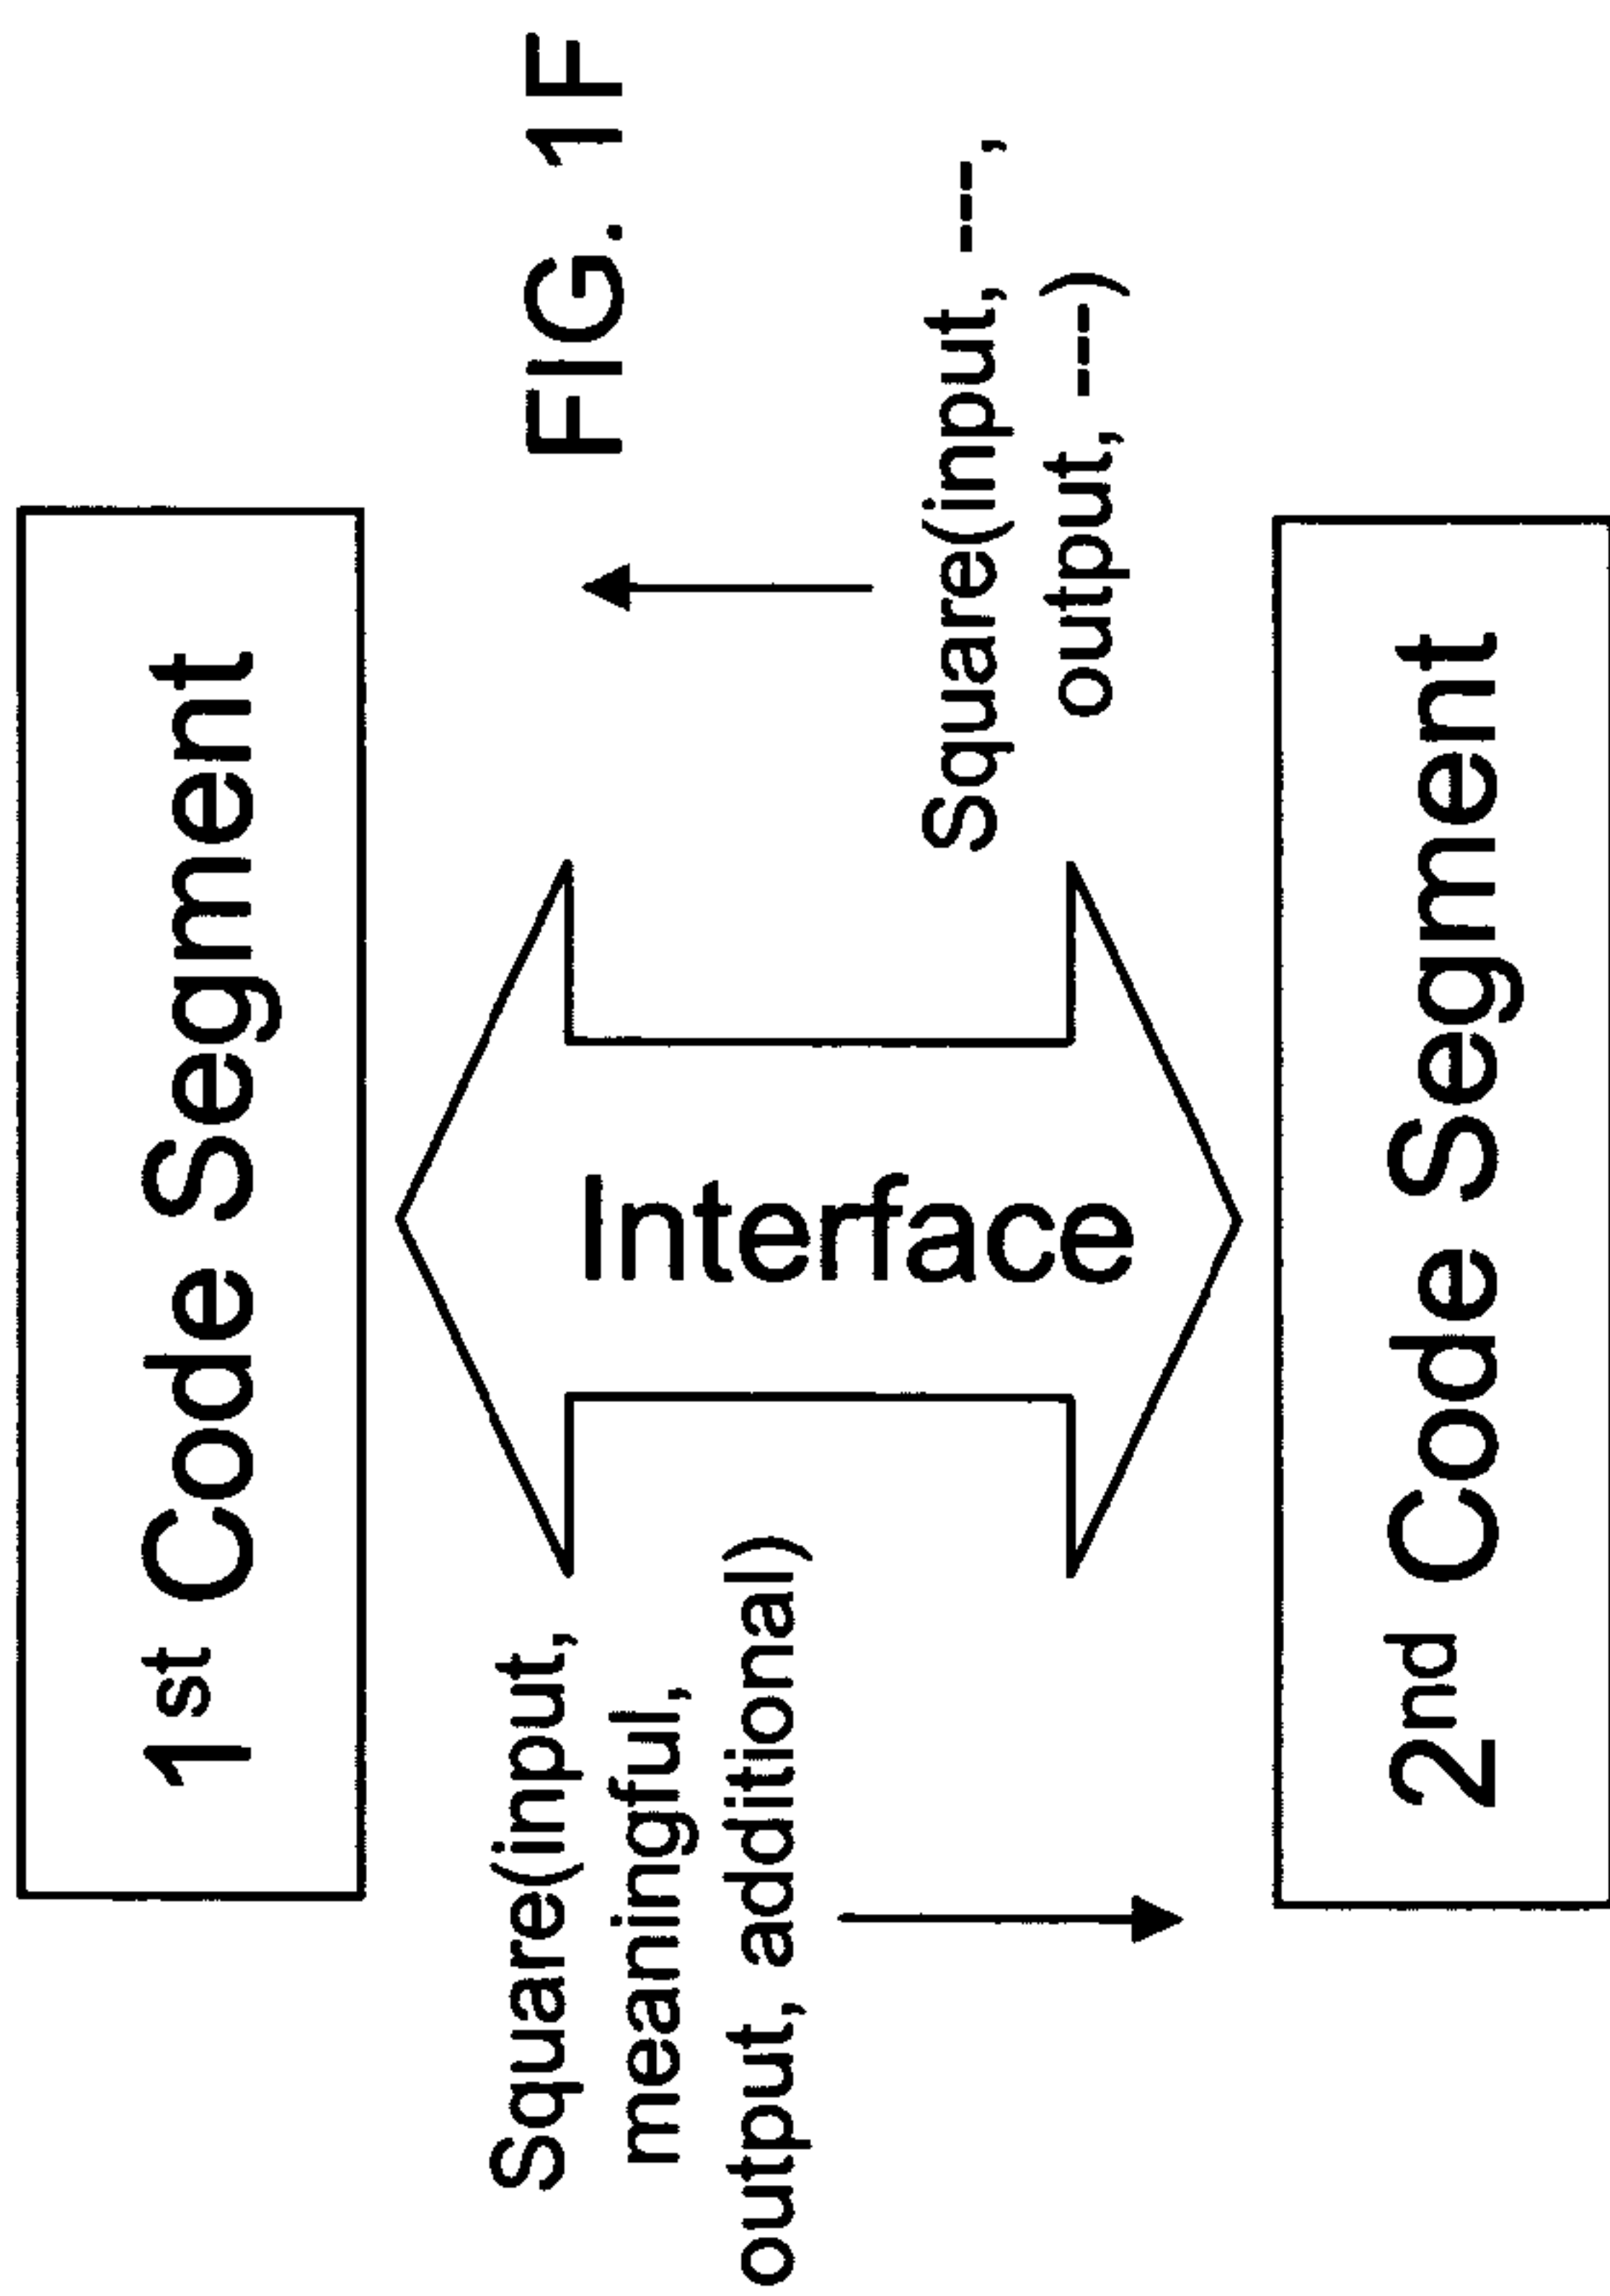 1st Code Segment
Square(input,
meaningful,
output, additional)
Interface
FIG. 1F
Square(input, ---,
output, ---)
2nd Code Segment